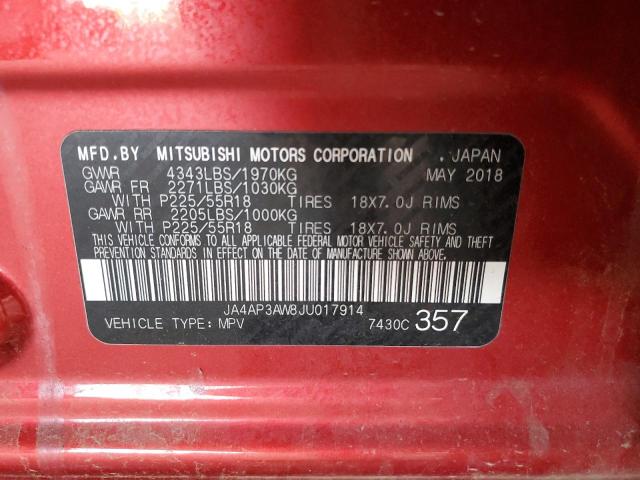 MFD.BY MITSUBISHI MOTORS CORPORATION . JAPAN
GVWR 4343LBS/1970KG MAY 2018
GAWR FR 2271LBS/1030KG
WITH P225/55R18 TIRES 18X7.0J RIMS
GAWR RR 2205LBS/1000KG
WITH P225/55R18 TIRES 18X7.0J RIMS
THIS VEHICLE CONFORMS TO ALL APPLICABLE FEDERAL MOTOR VEHICLE SAFETY AND THEFT
PREVENTION STANDARDS IN EFFECT ON THE DATE OF MANUFACTURE SHOWN ABOVE.
JA4AP3AW8JU017914
VEHICLE TYPE: MPV 7430C 357